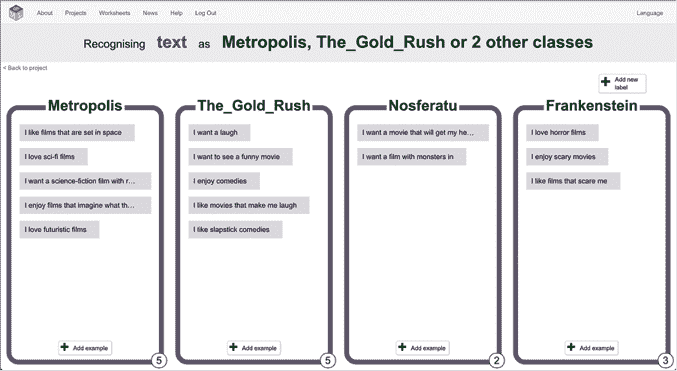 About Projects Worksheets News Help Log Out Language
Recognising text as Metropolis, The_Gold_Rush or 2 other classes
< Back to project
Add new
label
Metropolis
I like films that are set in space
I love sci-fi films
I want a science-fiction film with r…
I enjoy films that imagine what th…
I love futuristic films
Add example
5
The_Gold_Rush
I want a laugh
I want to see a funny movie
I enjoy comedies
I like movies that make me laugh
I like slapstick comedies
Add example
5
Nosferatu
I want a movie that will get my he…
I want a film with monsters in
Add example
2
Frankenstein
I love horror films
I enjoy scary movies
I like films that scare me
Add example
3